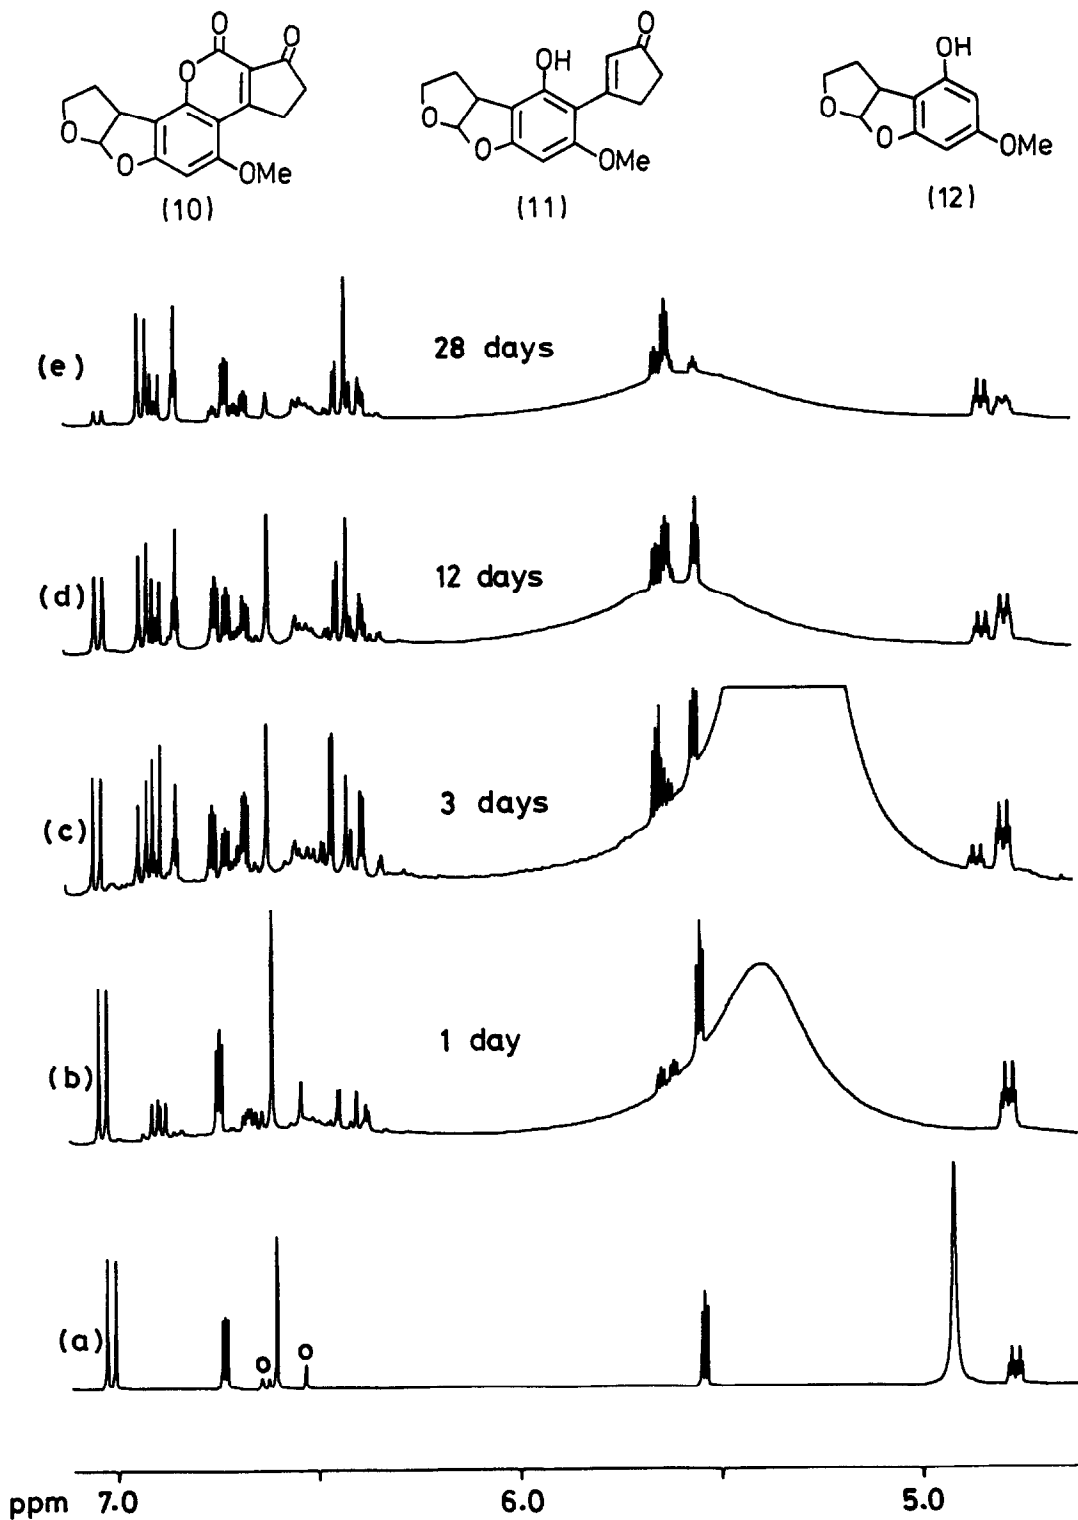 O O O OH O OH
O O O OMe
(10)
O O OMe
(11)
O O OMe
(12)
(e) 28 days
(d) 12 days
(c) 3 days
(b) 1 day
(a) o o
ppm 7.0 6.0 5.0